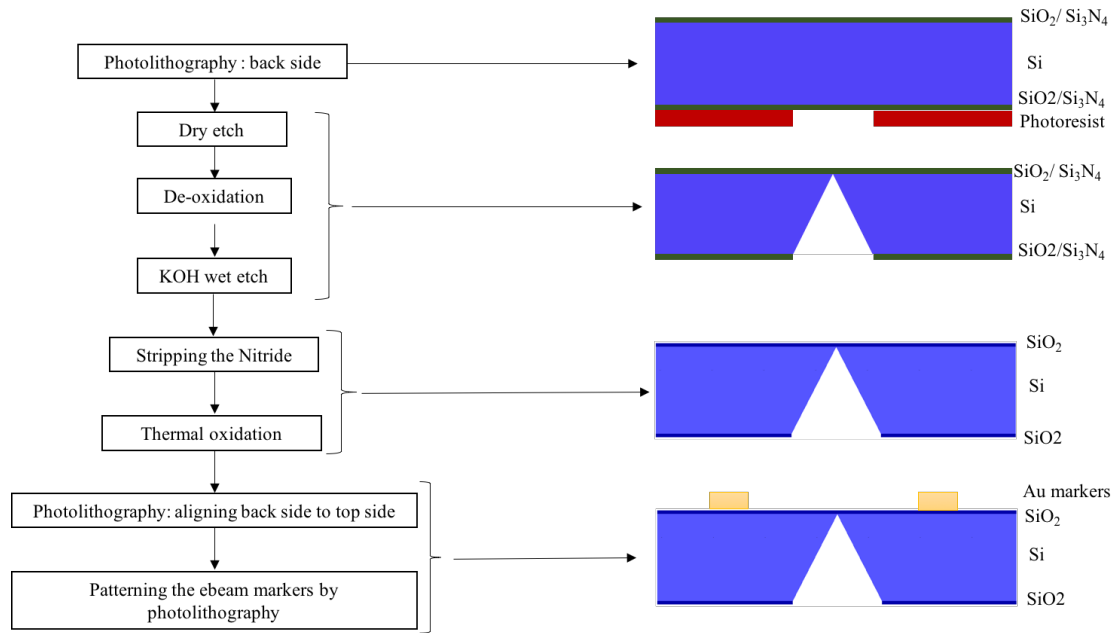 Photolithography : back side
Dry etch
De-oxidation
KOH wet etch
Stripping the Nitride
Thermal oxidation
Photolithography: aligning back side to top side
Patterning the ebeam markers by
photolithography
SiO₂/ Si₃N₄
Si
SiO2/Si₃N₄
Photoresist
SiO₂/ Si₃N₄
Si
SiO2/Si₃N₄
SiO₂
Si
SiO2
Au markers
SiO₂
Si
SiO2